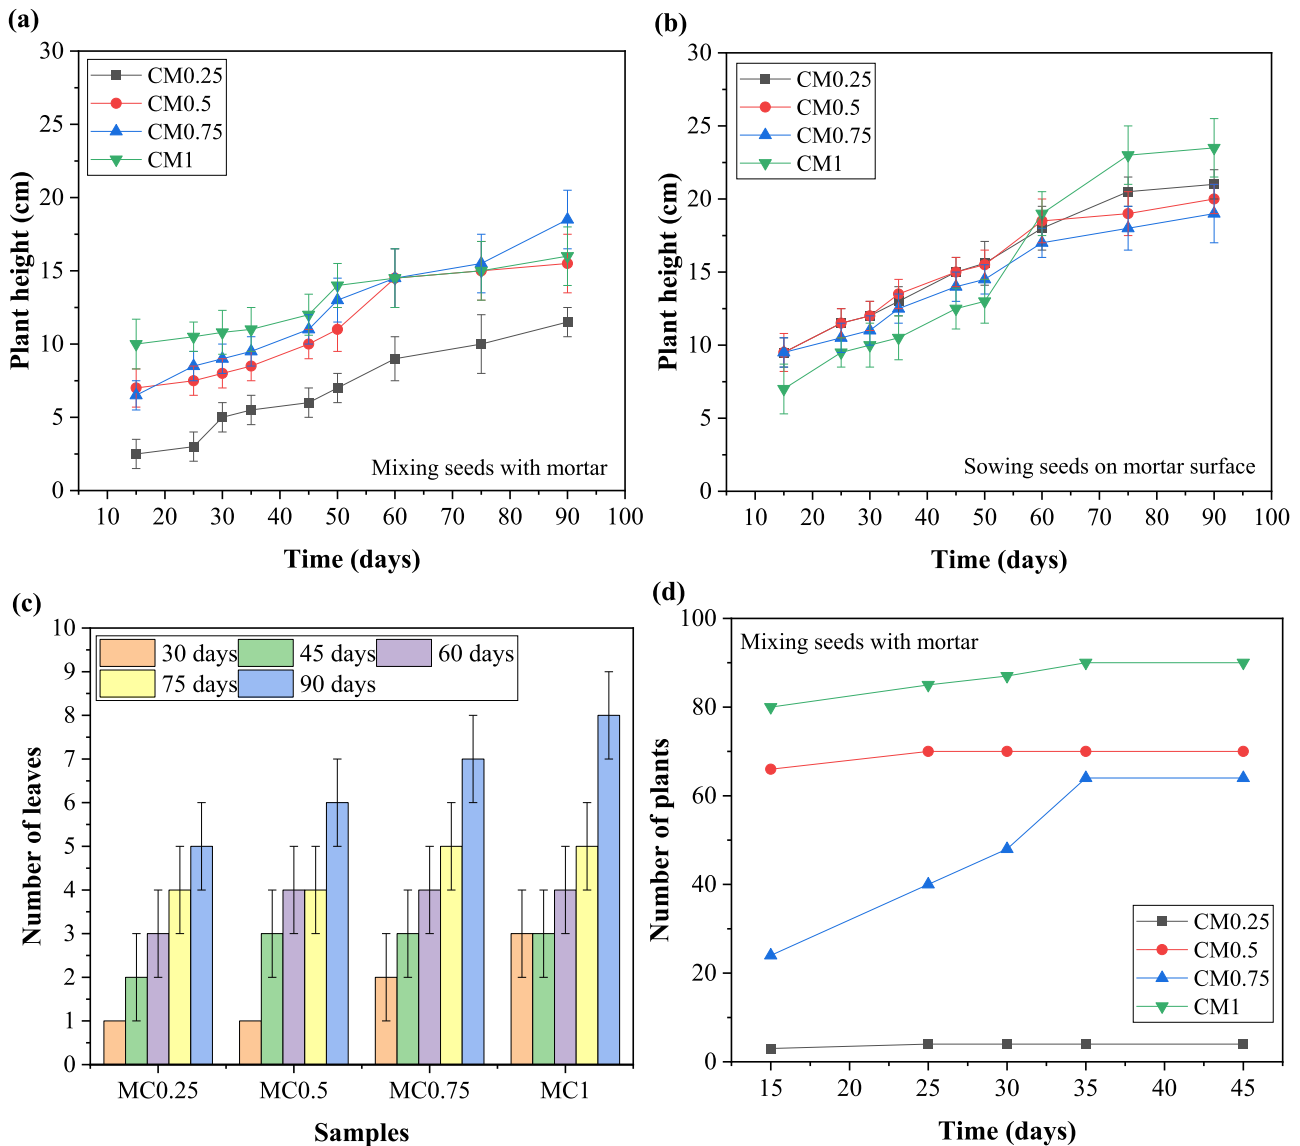 (a)
30
25
20
15
10
5
0
Plant height (cm)
CM0.25
CM0.5
CM0.75
CM1
Mixing seeds with mortar
10 20 30 40 50 60 70 80 90 100
Time (days)
(b)
30
25
20
15
10
5
0
Plant height (cm)
CM0.25
CM0.5
CM0.75
CM1
Sowing seeds on mortar surface
10 20 30 40 50 60 70 80 90 100
Time (days)
(c)
10
9
8
7
6
5
4
3
2
1
0
Number of leaves
30 days 45 days 60 days
75 days 90 days
MC0.25 MC0.5 MC0.75 MC1
Samples
(d)
100
80
60
40
20
0
Number of plants
Mixing seeds with mortar
CM0.25
CM0.5
CM0.75
CM1
15 20 25 30 35 40 45
Time (days)